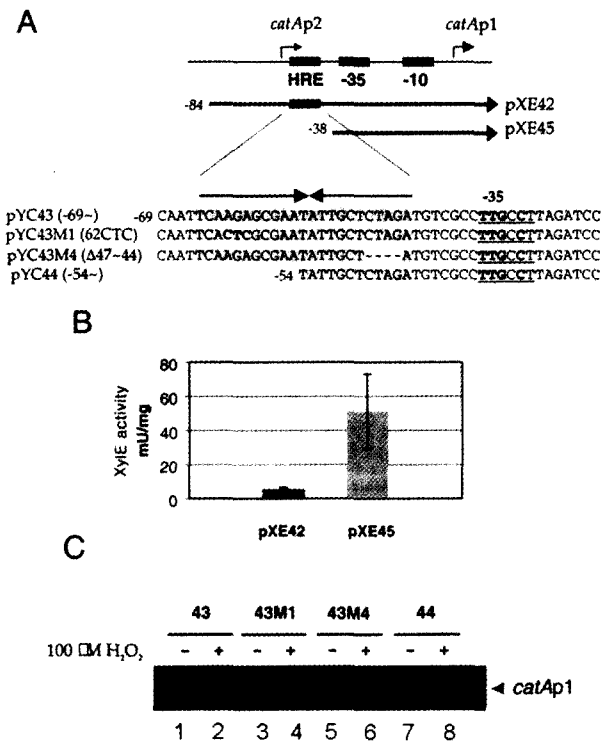 A
catAp2
catAp1
HRE -35 -10
-84 pXE42
-38 pXE45
-35
pYC43 (-69~) -69 CAATTCAAGAGCGAATATTGCTCTAGATGTCGCCTTGCCTTAGATCC
pYC43M1 (62CTC) CAATTCACTCGCGAATATTGCTCTAGATGTCGCCTTGCCTTAGATCC
pYC43M4 (Δ47~44) CAATTCAAGAGCGAATATTGCT----ATGTCGCCTTGCCTTAGATCC
pYC44 (-54~) -54 TATTGCTCTAGATGTCGCCTTGCCTTAGATCC
B
XylE activity
mU/mg
80
60
40
20
0
pXE42 pXE45
C
43 43M1 43M4 44
100 □M H₂O₂ - + - + - + - +
catAp1
1 2 3 4 5 6 7 8